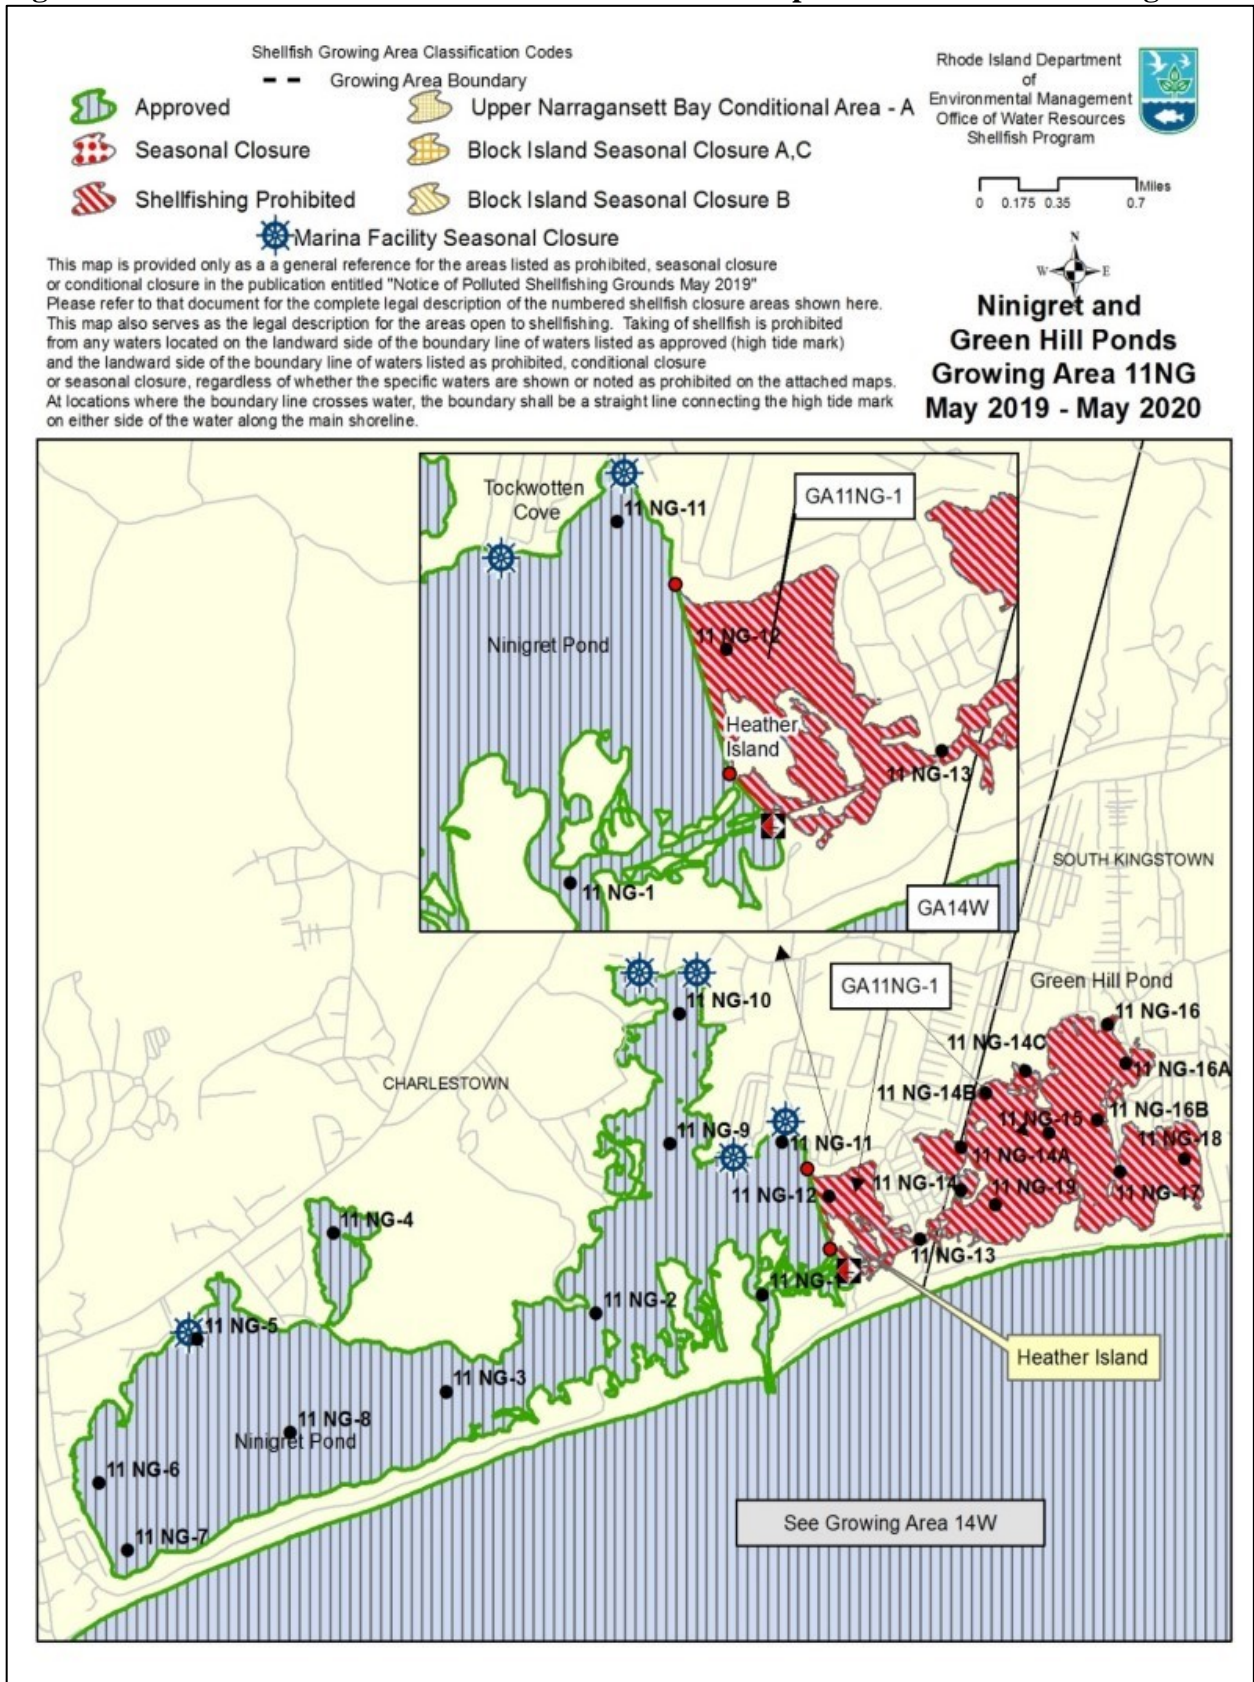 Shellfish Growing Area Classification Codes
Growing Area Boundary
Approved
Upper Narragansett Bay Conditional Area - A
Seasonal Closure
Block Island Seasonal Closure A,C
Shellfishing Prohibited
Block Island Seasonal Closure B
Marina Facility Seasonal Closure
Rhode Island Department
of
Environmental Management
Office of Water Resources
Shellfish Program
Miles
0 0.175 0.35 0.7
N
W E
This map is provided only as a a general reference for the areas listed as prohibited, seasonal closure
or conditional closure in the publication entitled "Notice of Polluted Shellfishing Grounds May 2019"
Please refer to that document for the complete legal description of the numbered shellfish closure areas shown here.
This map also serves as the legal description for the areas open to shellfishing. Taking of shellfish is prohibited
from any waters located on the landward side of the boundary line of waters listed as approved (high tide mark)
and the landward side of the boundary line of waters listed as prohibited, conditional closure
or seasonal closure, regardless of whether the specific waters are shown or noted as prohibited on the attached maps.
At locations where the boundary line crosses water, the boundary shall be a straight line connecting the high tide mark
on either side of the water along the main shoreline.
Ninigret and
Green Hill Ponds
Growing Area 11NG
May 2019 - May 2020
Tockwotten
Cove
11 NG-11
GA11NG-1
Ninigret Pond
11 NG-12
Heather
Island
11 NG-13
11 NG-1
GA14W
SOUTH KINGSTOWN
GA11NG-1
Green Hill Pond
11 NG-10
11 NG-16
11 NG-14C
11 NG-16A
CHARLESTOWN
11 NG-14B
11 NG-16B
11 NG-15
11 NG-9
11 NG-11
11 NG-18
11 NG-14A
11 NG-12
11 NG-14
11 NG-19
11 NG-17
11 NG-4
11 NG-13
11 NG-1
11 NG-2
11 NG-5
Heather Island
11 NG-3
11 NG-8
Ninigret Pond
11 NG-6
11 NG-7
See Growing Area 14W